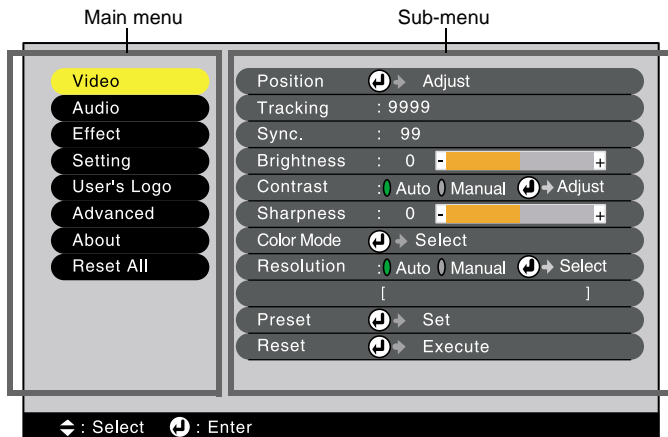 Main menu
Sub-menu
Video
Audio
Effect
Setting
User's Logo
Advanced
About
Reset All
Position Adjust
Tracking : 9999
Sync. : 99
Brightness : 0 - +
Contrast : Auto Manual Adjust
Sharpness : 0 - +
Color Mode Select
Resolution : Auto Manual Select
[ ]
Preset Set
Reset Execute
: Select : Enter